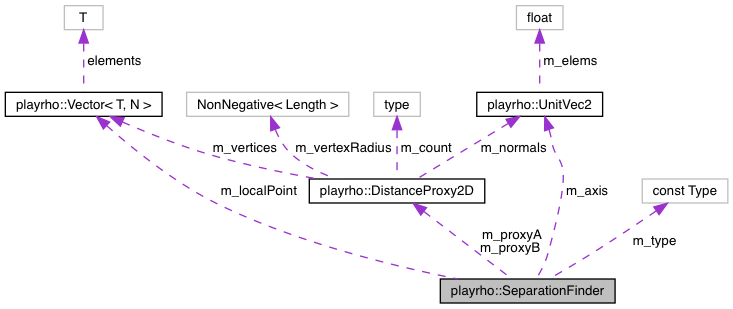 T
float
elements
m_elems
playrho::Vector< T, N >
NonNegative< Length >
type
playrho::UnitVec2
m_vertices
m_vertexRadius
m_count
m_normals
m_localPoint
playrho::DistanceProxy2D
m_axis
const Type
m_proxyA
m_proxyB
m_type
playrho::SeparationFinder